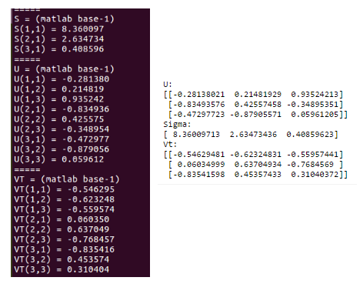 =====
S = (matlab base-1)
S(1,1) = 8.360097
S(2,1) = 2.634734
S(3,1) = 0.408596
=====
U = (matlab base-1)
U(1,1) = -0.281380
U(1,2) = 0.214819
U(1,3) = 0.935242
U(2,1) = -0.834936
U(2,2) = 0.425575
U(2,3) = -0.348954
U(3,1) = -0.472977
U(3,2) = -0.879056
U(3,3) = 0.059612
=====
VT = (matlab base-1)
VT(1,1) = -0.546295
VT(1,2) = -0.623248
VT(1,3) = -0.559574
VT(2,1) = 0.060350
VT(2,2) = 0.637049
VT(2,3) = -0.768457
VT(3,1) = -0.835416
VT(3,2) = 0.453574
VT(3,3) = 0.310404
U:
[[-0.28138021 0.21481929 0.93524213]
[-0.83493576 0.42557458 -0.34895351]
[-0.47297723 -0.87905571 0.05961205]]
Sigma:
[ 8.36009713 2.63473436 0.40859623]
Vt:
[[-0.54629481 -0.62324831 -0.55957441]
[ 0.06034999 0.63704934 -0.7684569 ]
[-0.83541598 0.45357433 0.31040372]]